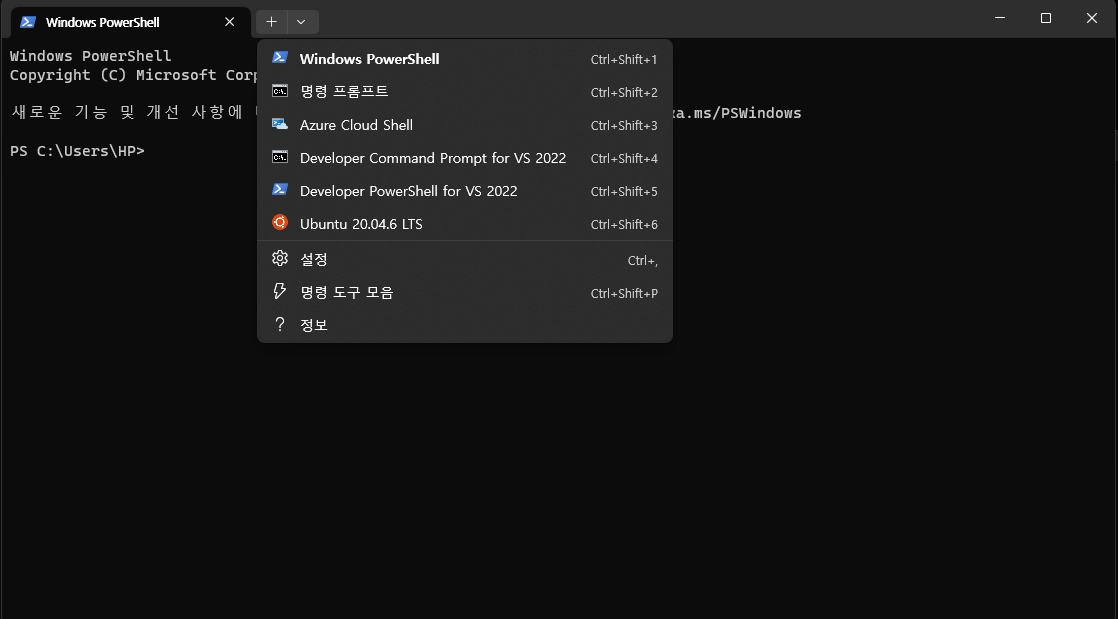 Windows PowerShell
Windows PowerShell
Copyright (C) Microsoft Corp
새로운 기능 및 개선 사항에
ka.ms/PSWindows
PS C:\Users\HP>
Windows PowerShell Ctrl+Shift+1
명령 프롬프트 Ctrl+Shift+2
Azure Cloud Shell Ctrl+Shift+3
Developer Command Prompt for VS 2022 Ctrl+Shift+4
Developer PowerShell for VS 2022 Ctrl+Shift+5
Ubuntu 20.04.6 LTS Ctrl+Shift+6
설정 Ctrl+,
명령 도구 모음 Ctrl+Shift+P
정보